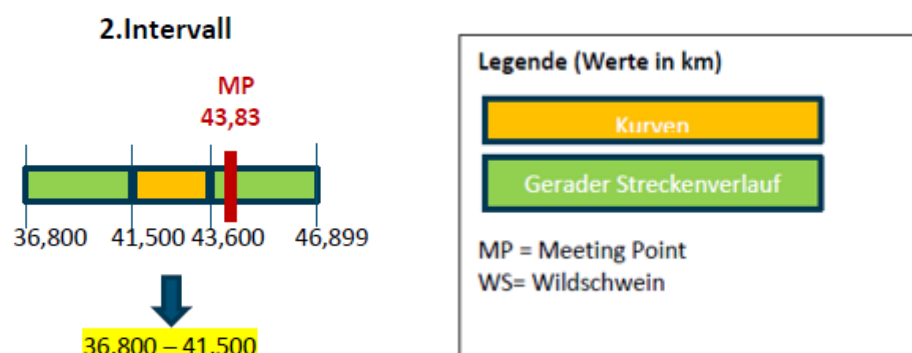 2.Intervall
MP
43,83
36,800 41,500 43,600 46,899
36,800 – 41,500
Legende (Werte in km)
Kurven
Gerader Streckenverlauf
MP = Meeting Point
WS= Wildschwein